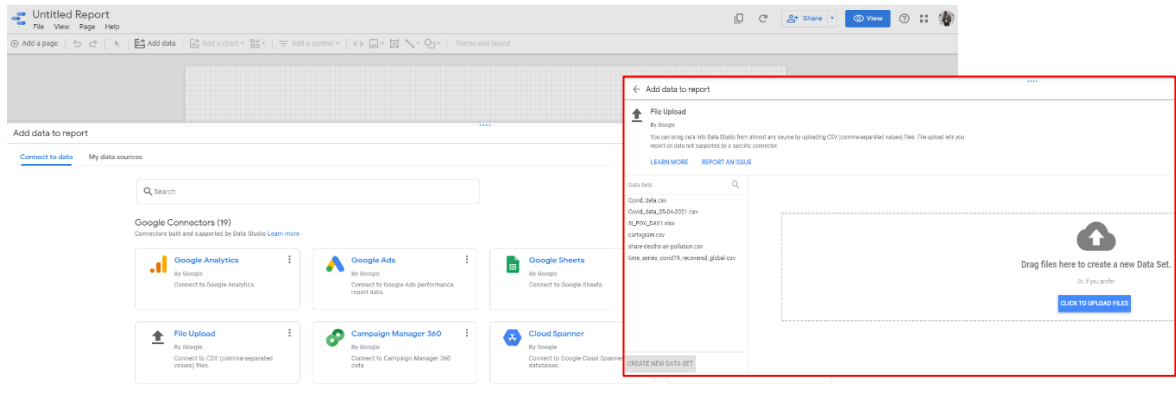 Untitled Report
File View Page Help
Share
View
Add a page
Add data
Add a chart
Add a control
Theme and layout
Add data to report
Connect to data My data sources
Search
Google Connectors (19)
Connectors built and supported by Data Studio Learn more
Google Analytics
By Google
Connect to Google Analytics.
Google Ads
By Google
Connect to Google Ads performance
report data.
Google Sheets
By Google
Connect to Google Sheets.
File Upload
By Google
Connect to CSV (comma-separated
values) files.
Campaign Manager 360
By Google
Connect to Campaign Manager 360
data.
Cloud Spanner
By Google
Connect to Google Cloud Spanner
databases.
Add data to report
File Upload
By Google
You can bring data into Data Studio from almost any source by uploading CSV (comma-separated values) files. File upload lets you
report on data not supported by a specific connector.
LEARN MORE REPORT AN ISSUE
Data Sets
Covid_data.csv
Covid_data_05-04-2021.csv
SI_POV_DAY1.xlsx
cartogram.csv
share-deaths-air-pollution.csv
time_series_covid19_recovered_global.csv
CREATE NEW DATA SET
Drag files here to create a new Data Set.
Or, if you prefer
CLICK TO UPLOAD FILES